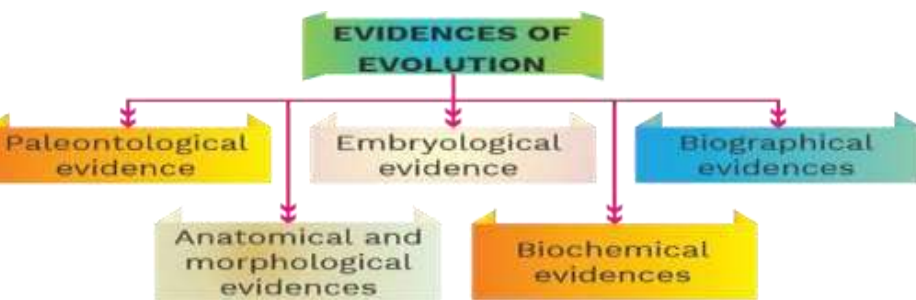 EVIDENCES OF
EVOLUTION
Paleontological
evidence
Embryological
evidence
Biographical
evidences
Anatomical and
morphological
evidences
Biochemical
evidences